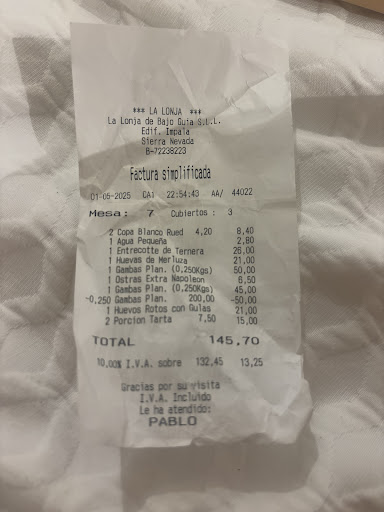 *** LA LONJA ***
La Lonja de Bajo Guia S.L.L.
Edif. Impala
Sierra Nevada
B-72238223
Factura simplificada
01-05-2025 CA1 22:54:43 AA/ 44022
Mesa: 7 Cubiertos : 3
2 Copa Blanco Rued 4,20 8,40
1 Agua Pequeña 2,80
1 Entrecotte de Ternera 26,00
1 Huevas de Merluza 21,00
1 Gambas Plan. (0,250Kgs) 50,00
1 Ostras Extra Napoleon 6,50
1 Gambas Plan. (0,250Kgs) 45,00
-0,250 Gambas Plan. 200,00 -50,00
1 Huevos Rotos con Gulas 21,00
2 Porcion Tarta 7,50 15,00
TOTAL 145,70
10,00% I.V.A. sobre 132,45 13,25
Gracias por su visita
I.V.A. Incluido
Le ha atendido:
PABLO